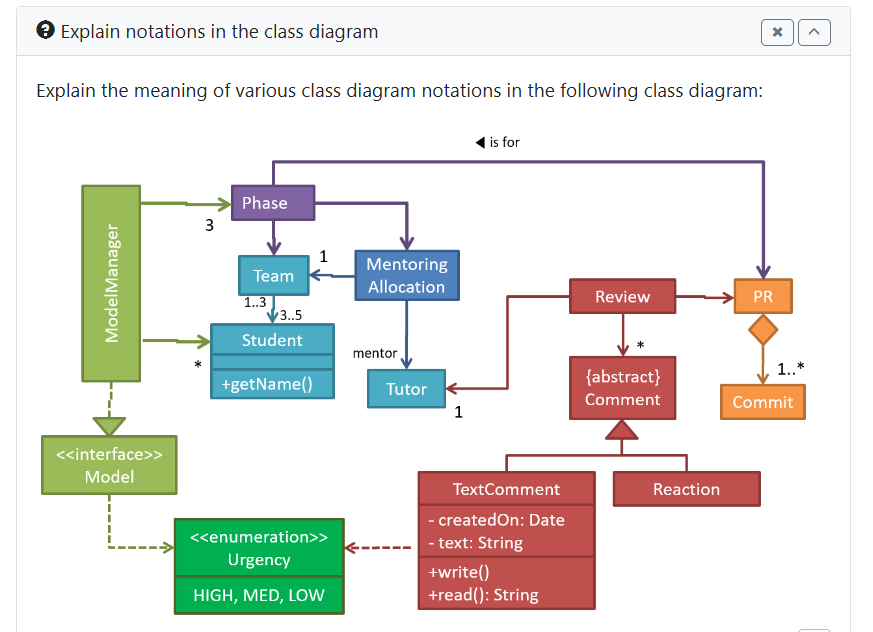 Explain notations in the class diagram
Explain the meaning of various class diagram notations in the following class diagram:
◀ is for
ModelManager
3
Phase
Team
1
Mentoring
Allocation
1..3
3..5
Student
+getName()
*
mentor
Tutor
1
Review
*
PR
1..*
Commit
{abstract}
Comment
<<interface>>
Model
<<enumeration>>
Urgency
HIGH, MED, LOW
TextComment
- createdOn: Date
- text: String
+write()
+read(): String
Reaction